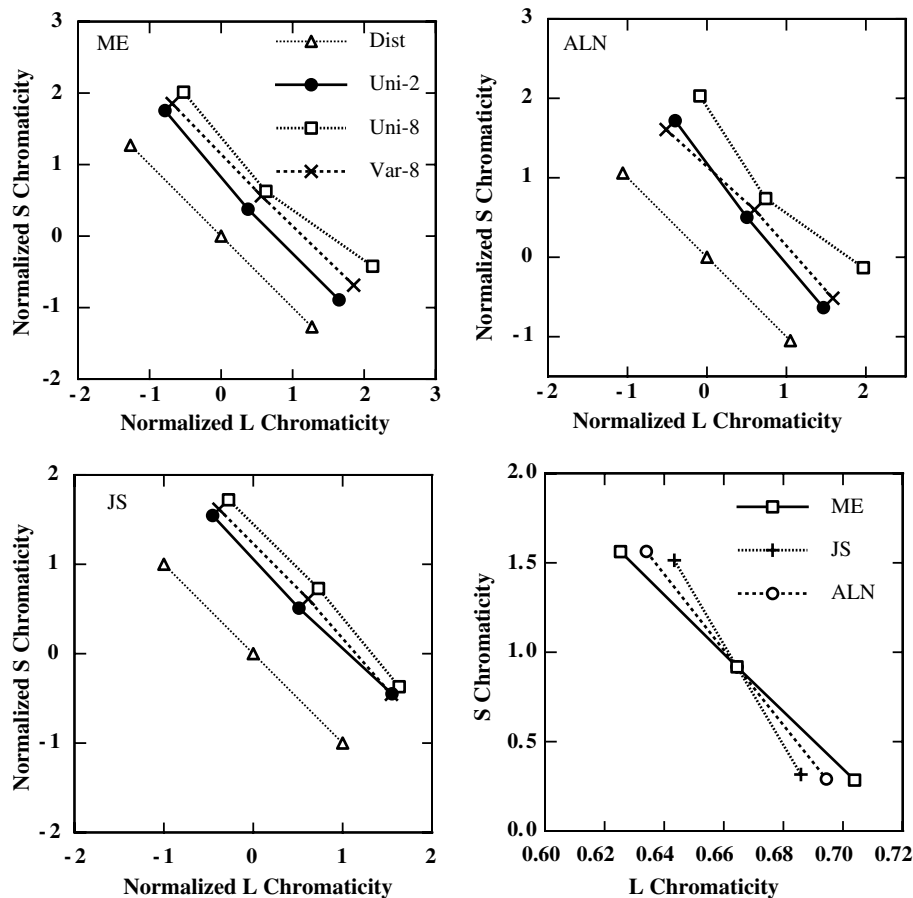 3
2
1
0
-1
-2
-2 -1 0 1 2 3
ME
Dist
Uni-2
Uni-8
Var-8
Normalized S Chromaticity
Normalized L Chromaticity
3
2
1
0
-1
-2 -1 0 1 2
ALN
Normalized S Chromaticity
Normalized L Chromaticity
2
1
0
-1
-2
-2 -1 0 1 2
JS
Normalized S Chromaticity
Normalized L Chromaticity
2.0
1.5
1.0
0.5
0.0
0.60 0.62 0.64 0.66 0.68 0.70 0.72
ME
JS
ALN
S Chromaticity
L Chromaticity